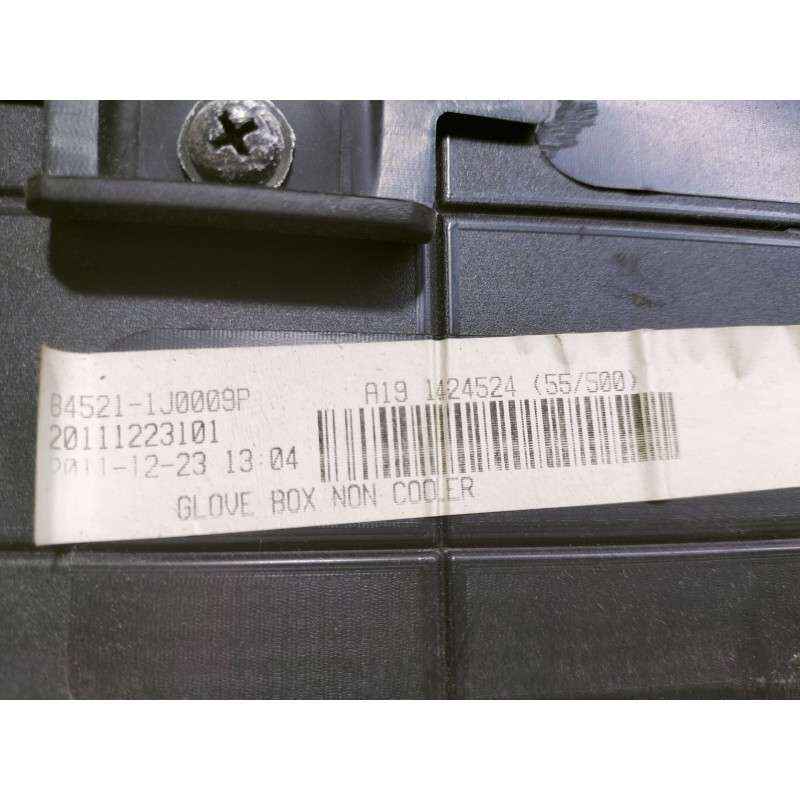 84521-1J0009P
A19 1424524 (55/500)
20111223101
2011-12-23 13:04
GLOVE BOX NON COOLER